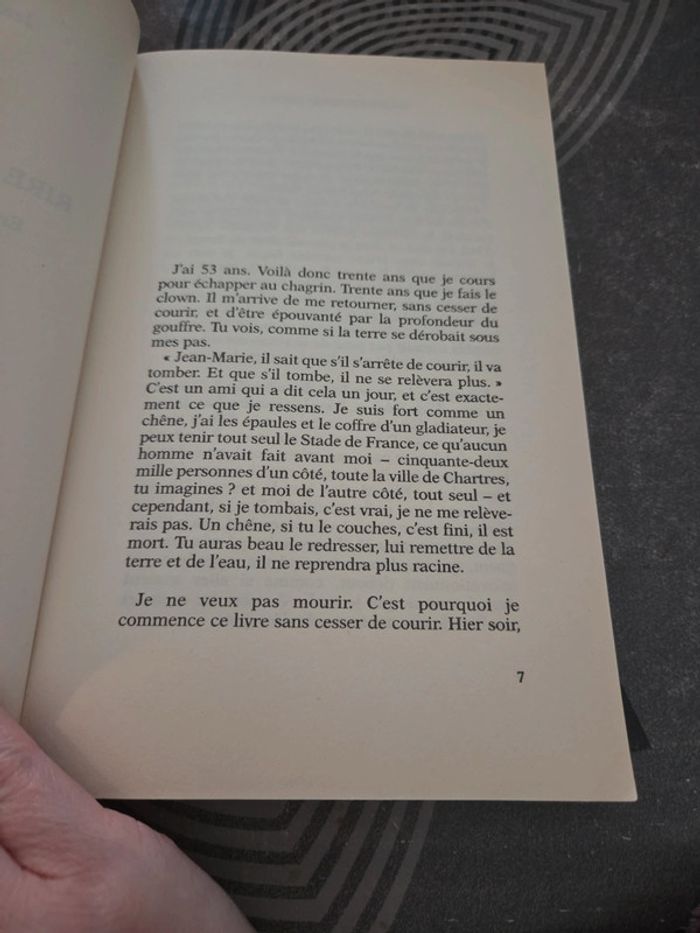 J'ai 53 ans. Voilà donc trente ans que je cours
pour échapper au chagrin. Trente ans que je fais le
clown. Il m'arrive de me retourner, sans cesser de
courir, et d'être épouvanté par la profondeur du
gouffre. Tu vois, comme si la terre se dérobait sous
mes pas.
« Jean-Marie, il sait que s'il s'arrête de courir, il va
tomber. Et que s'il tombe, il ne se relèvera plus. »
C'est un ami qui a dit cela un jour, et c'est exacte-
ment ce que je ressens. Je suis fort comme un
chêne, j'ai les épaules et le coffre d'un gladiateur, je
peux tenir tout seul le Stade de France, ce qu'aucun
homme n'avait fait avant moi – cinquante-deux
mille personnes d'un côté, toute la ville de Chartres,
tu imagines ? et moi de l'autre côté, tout seul – et
cependant, si je tombais, c'est vrai, je ne me relève-
rais pas. Un chêne, si tu le couches, c'est fini, il est
mort. Tu auras beau le redresser, lui remettre de la
terre et de l'eau, il ne reprendra plus racine.
Je ne veux pas mourir. C'est pourquoi je
commence ce livre sans cesser de courir. Hier soir,
7